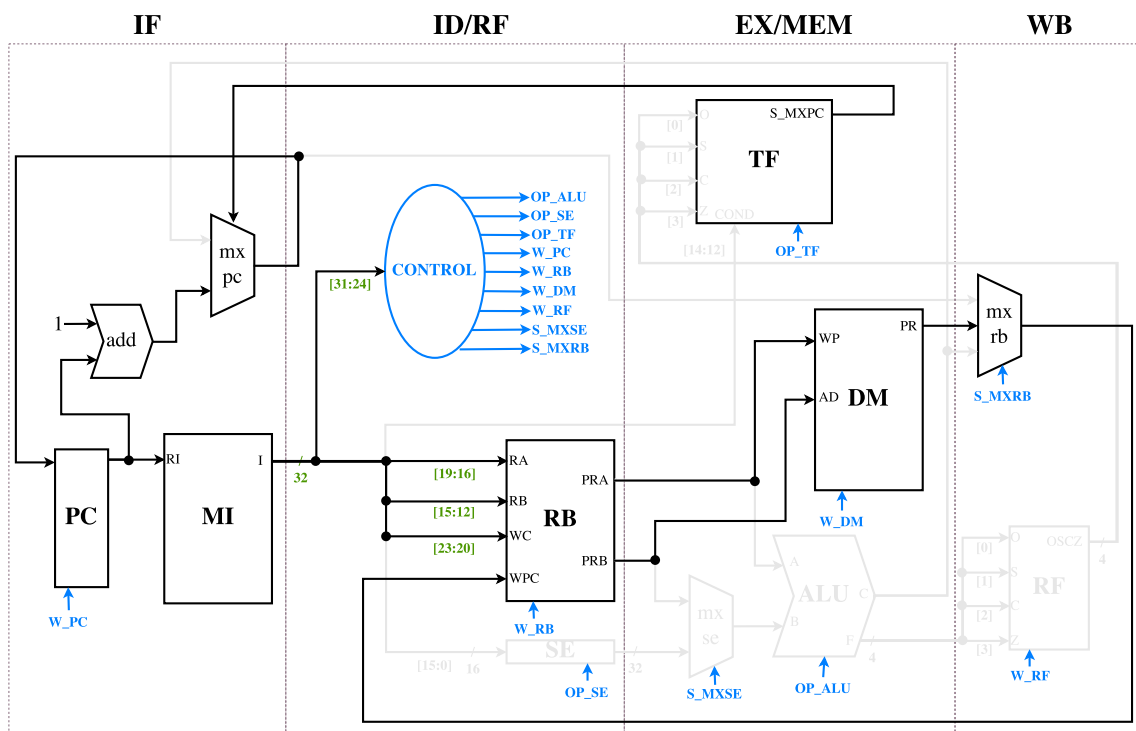 IF
ID/RF
EX/MEM
WB
mx
pc
1
add
PC
W_PC
RI
MI
I
32
[31:24]
CONTROL
OP_ALU
OP_SE
OP_TF
W_PC
W_RB
W_DM
W_RF
S_MXSE
S_MXRB
[19:16]
[15:12]
[23:20]
RA
RB
WC
WPC
RB
PRA
PRB
W_RB
[15:0]
16
SE
32
OP_SE
[0]
[1]
[2]
[3]
O
S
C
Z
S_MXPC
TF
COND
[14:12]
OP_TF
WP
AD
PR
DM
W_DM
mx
se
S_MXSE
A
B
ALU
C
F
4
OP_ALU
mx
rb
S_MXRB
[0]
[1]
[2]
[3]
O
S
C
Z
OSCZ
RF
4
W_RF